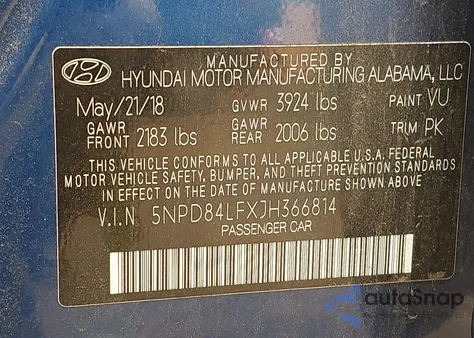 MANUFACTURED BY
HYUNDAI MOTOR MANUFACTURING ALABAMA, LLC
May/21/18 GVWR 3924 lbs PAINT VU
GAWR FRONT 2183 lbs GAWR REAR 2006 lbs TRIM PK
THIS VEHICLE CONFORMS TO ALL APPLICABLE U.S.A. FEDERAL
MOTOR VEHICLE SAFETY, BUMPER, AND THEFT PREVENTION STANDARDS
IN EFFECT ON THE DATE OF MANUFACTURE SHOWN ABOVE.
V.I.N. 5NPD84LFXJH366814
PASSENGER CAR
autoSnap